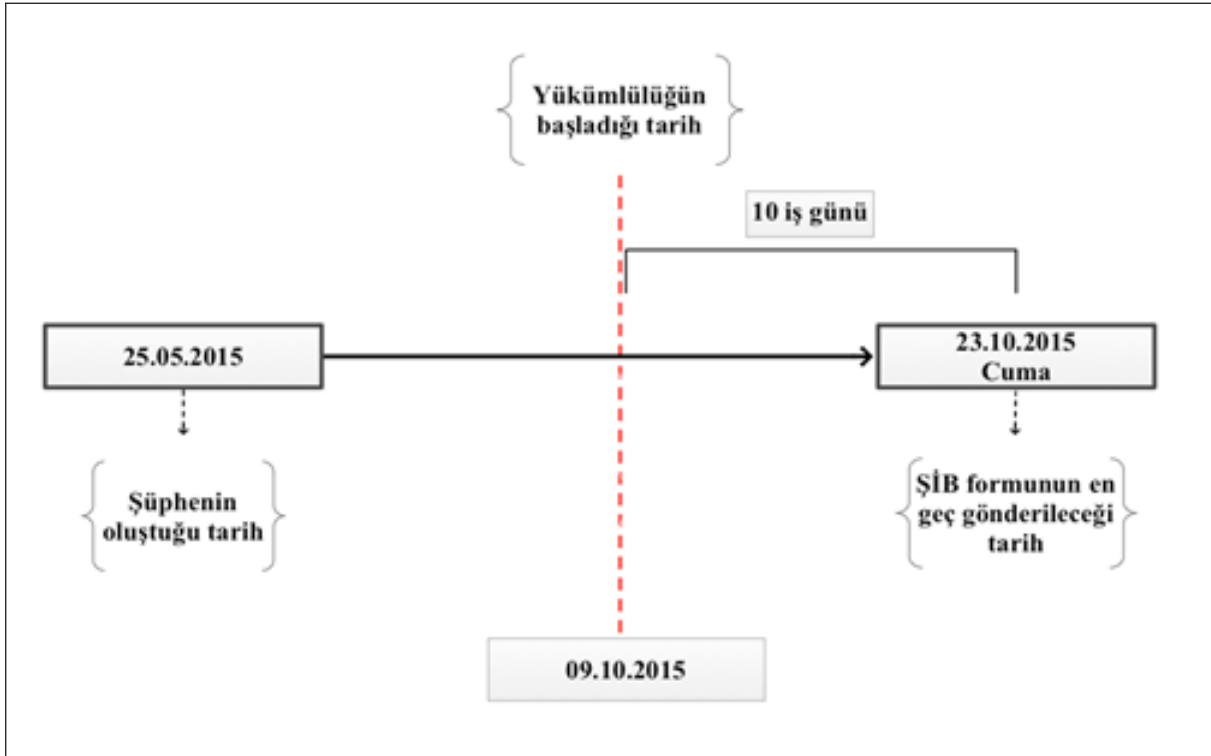 Yükümlülüğün
başladığı tarih
10 iş günü
25.05.2015
23.10.2015
Cuma
Şüphenin
oluştuğu tarih
ŞİB formunun en
geç gönderileceği
tarih
09.10.2015